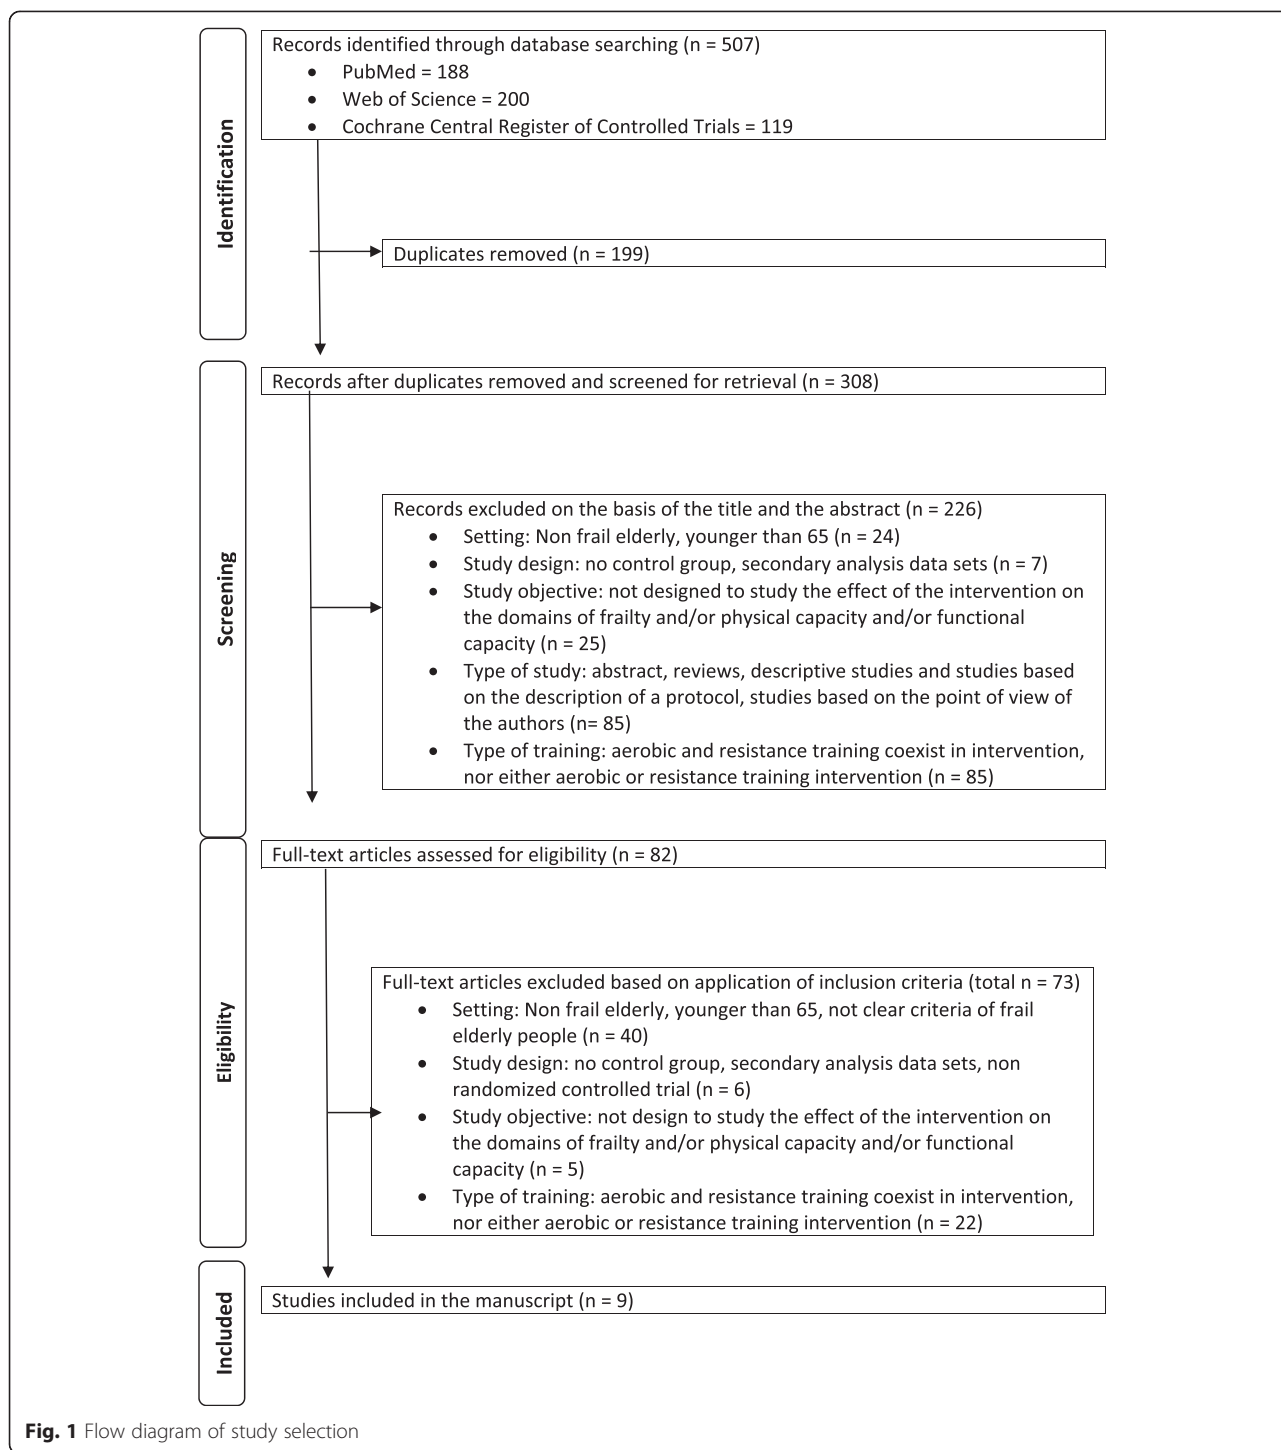 Identification
Records identified through database searching (n = 507)
• PubMed = 188
• Web of Science = 200
• Cochrane Central Register of Controlled Trials = 119
Duplicates removed (n = 199)
Screening
Records after duplicates removed and screened for retrieval (n = 308)
Records excluded on the basis of the title and the abstract (n = 226)
• Setting: Non frail elderly, younger than 65 (n = 24)
• Study design: no control group, secondary analysis data sets (n = 7)
• Study objective: not designed to study the effect of the intervention on
the domains of frailty and/or physical capacity and/or functional
capacity (n = 25)
• Type of study: abstract, reviews, descriptive studies and studies based
on the description of a protocol, studies based on the point of view of
the authors (n= 85)
• Type of training: aerobic and resistance training coexist in intervention,
nor either aerobic or resistance training intervention (n = 85)
Eligibility
Full-text articles assessed for eligibility (n = 82)
Full-text articles excluded based on application of inclusion criteria (total n = 73)
• Setting: Non frail elderly, younger than 65, not clear criteria of frail
elderly people (n = 40)
• Study design: no control group, secondary analysis data sets, non
randomized controlled trial (n = 6)
• Study objective: not design to study the effect of the intervention on
the domains of frailty and/or physical capacity and/or functional
capacity (n = 5)
• Type of training: aerobic and resistance training coexist in intervention,
nor either aerobic or resistance training intervention (n = 22)
Included
Studies included in the manuscript (n = 9)
Fig. 1 Flow diagram of study selection